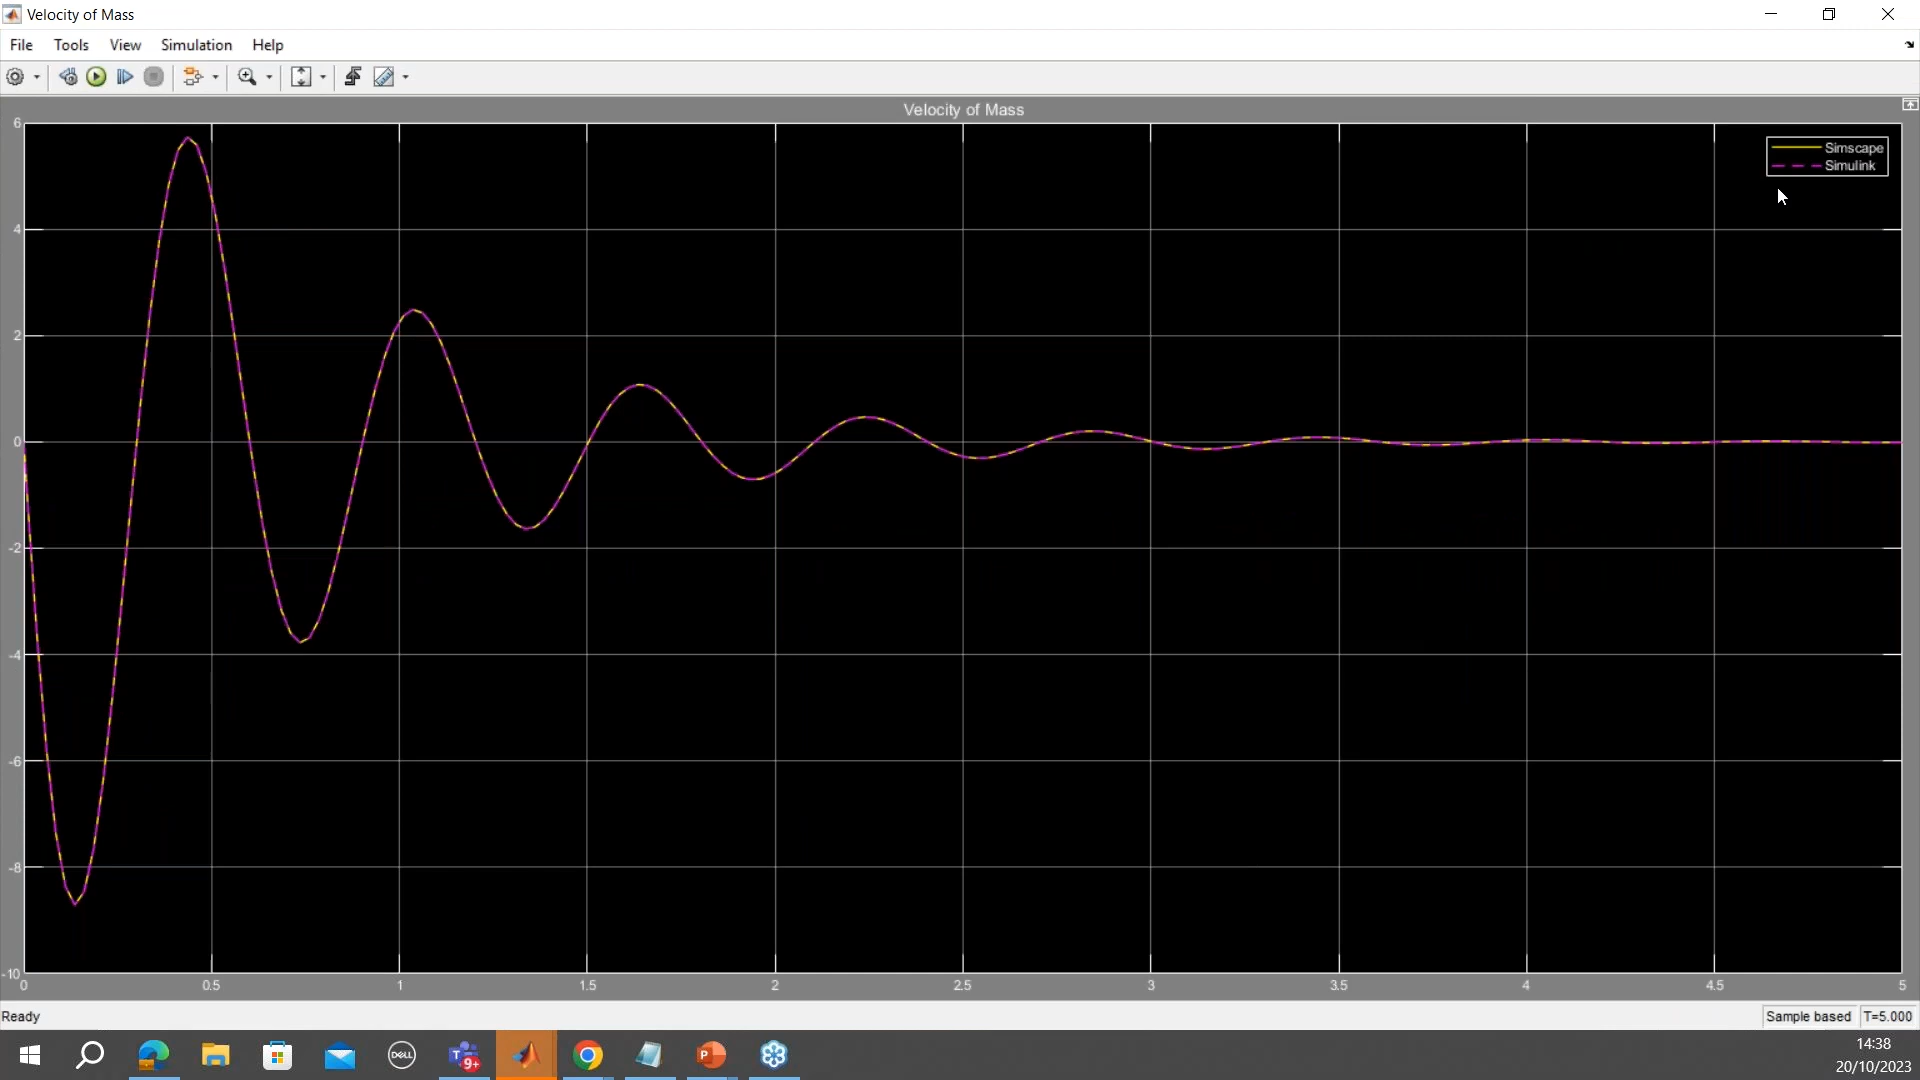 Velocity of Mass
File Tools View Simulation Help
Velocity of Mass
6
Simscape
Simulink
4
2
0
-2
-4
-6
-8
-10
0 0.5 1 1.5 2 2.5 3 3.5 4 4.5 5
Ready Sample based T=5.000
DELL T 9+ P 14:38
20/10/2023